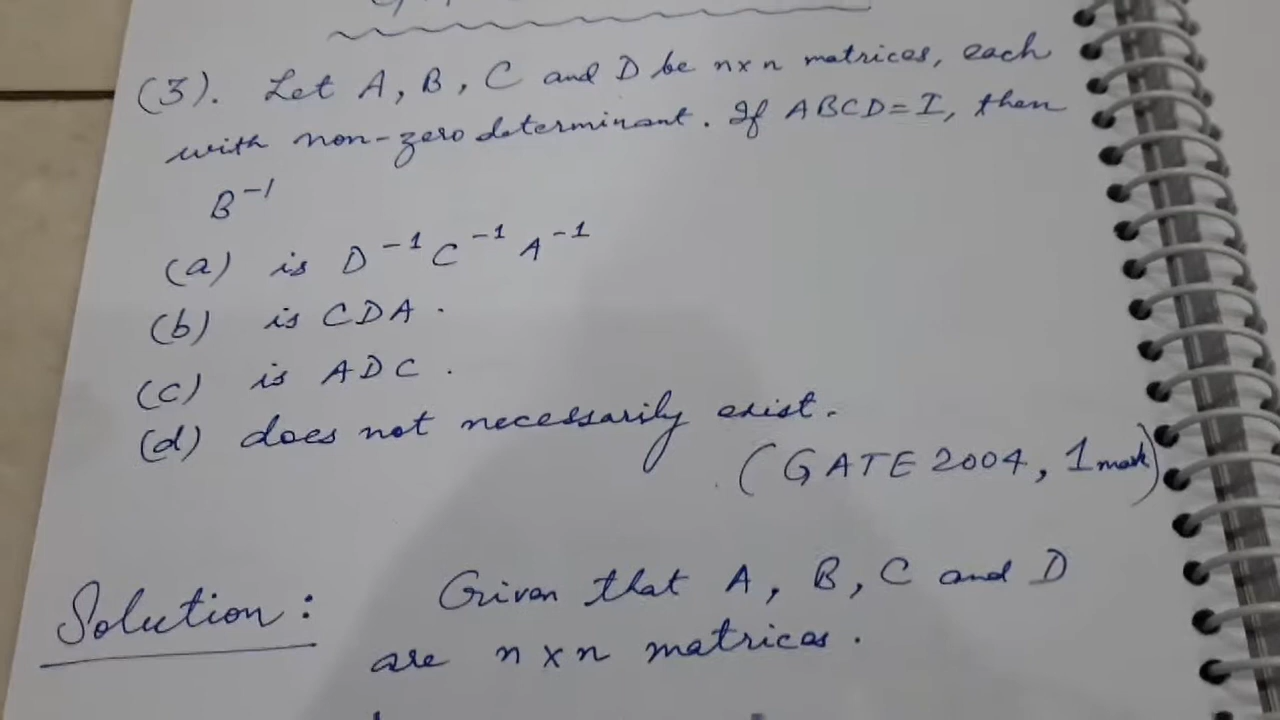 (3). Let A, B, C and D be n×n matrices, each
with non-zero determinant. If ABCD=I, then
B⁻¹
(a) is D⁻¹ C⁻¹ A⁻¹
(b) is CDA.
(c) is ADC.
(d) does not necessarily exist.
(GATE 2004, 1 mark)
Solution: Given that A, B, C and D
are n×n matrices.